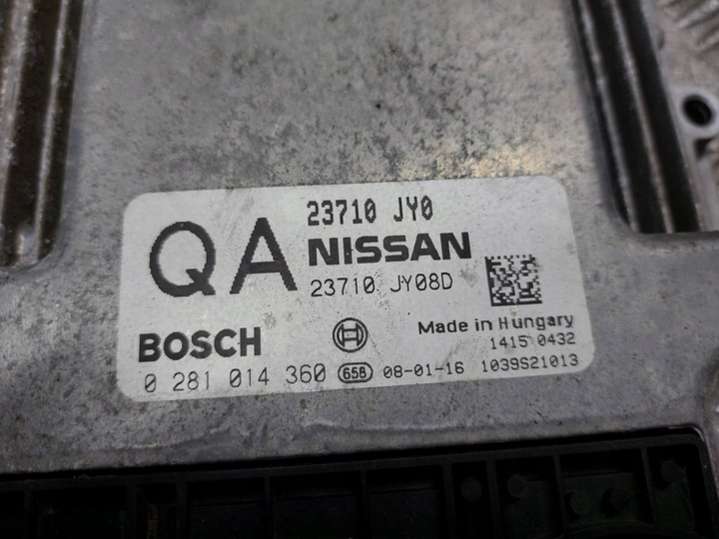 23710 JY0
QA NISSAN
23710 JY08D
BOSCH Made in Hungary
1415 0432
0 281 014 360 65B 08-01-16 1039S21013